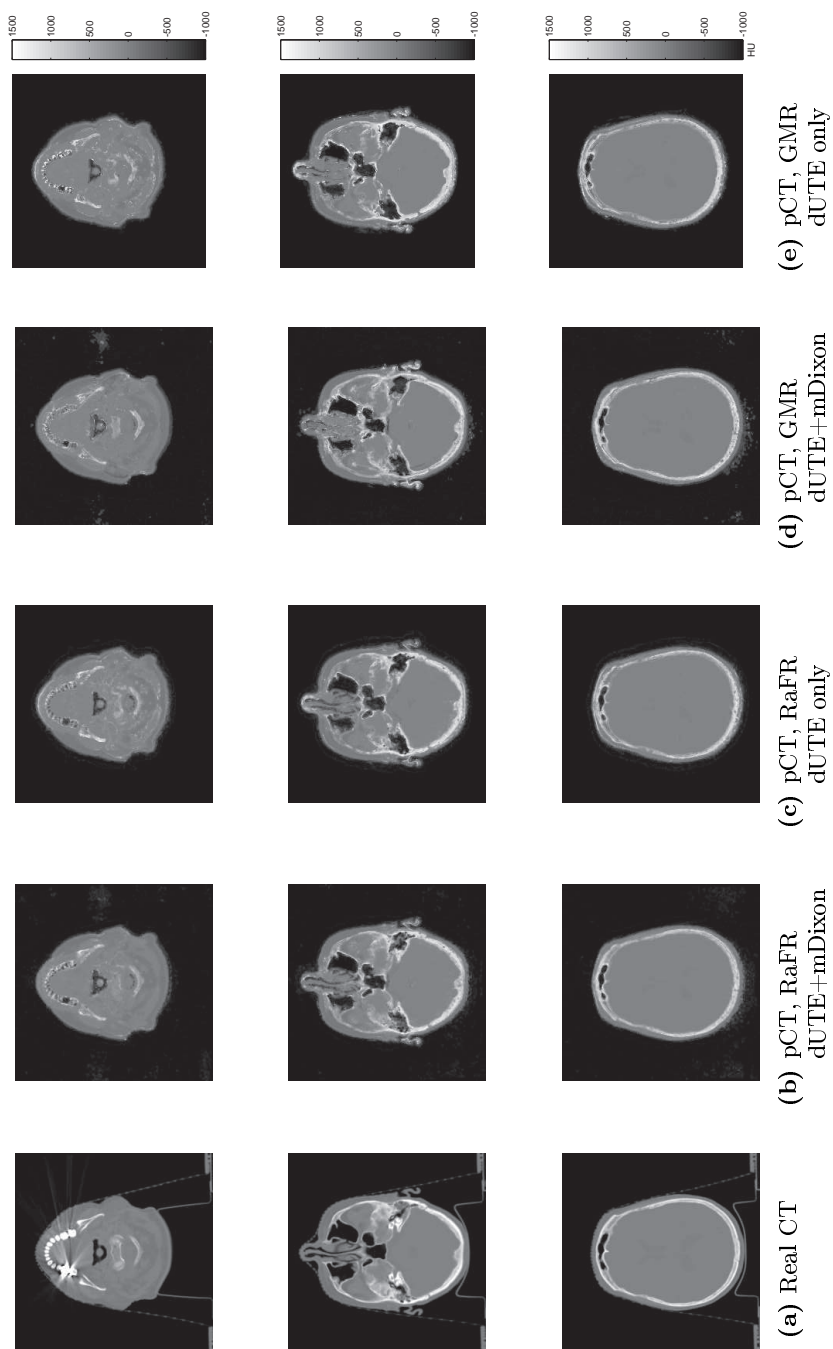 1500
1000
500
0
-500
-1000
1500
1000
500
0
-500
-1000
1500
1000
500
0
-500
-1000
HU
(a) Real CT
(b) pCT, RaFR
dUTE+mDixon
(c) pCT, RaFR
dUTE only
(d) pCT, GMR
dUTE+mDixon
(e) pCT, GMR
dUTE only